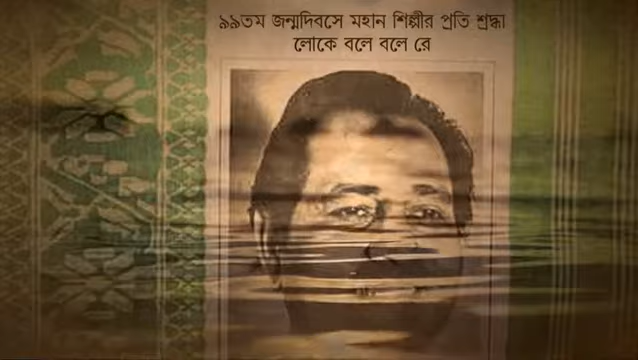 ৯৯তম জন্মদিবসে মহান শিল্পীর প্রতি শ্রদ্ধা
লোকে বলে বলে রে